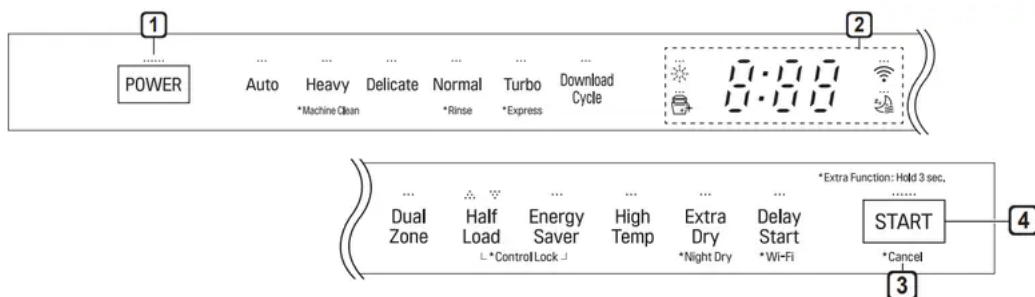 1
2
POWER
Auto
Heavy
*Machine Clean
Delicate
Normal
*Rinse
Turbo
*Express
Download
Cycle
8:88
*Extra Function: Hold 3 sec.
Dual
Zone
Half
Load
Energy
Saver
└ *Control Lock ┘
High
Temp
Extra
Dry
*Night Dry
Delay
Start
*Wi-Fi
START
*Cancel
4
3